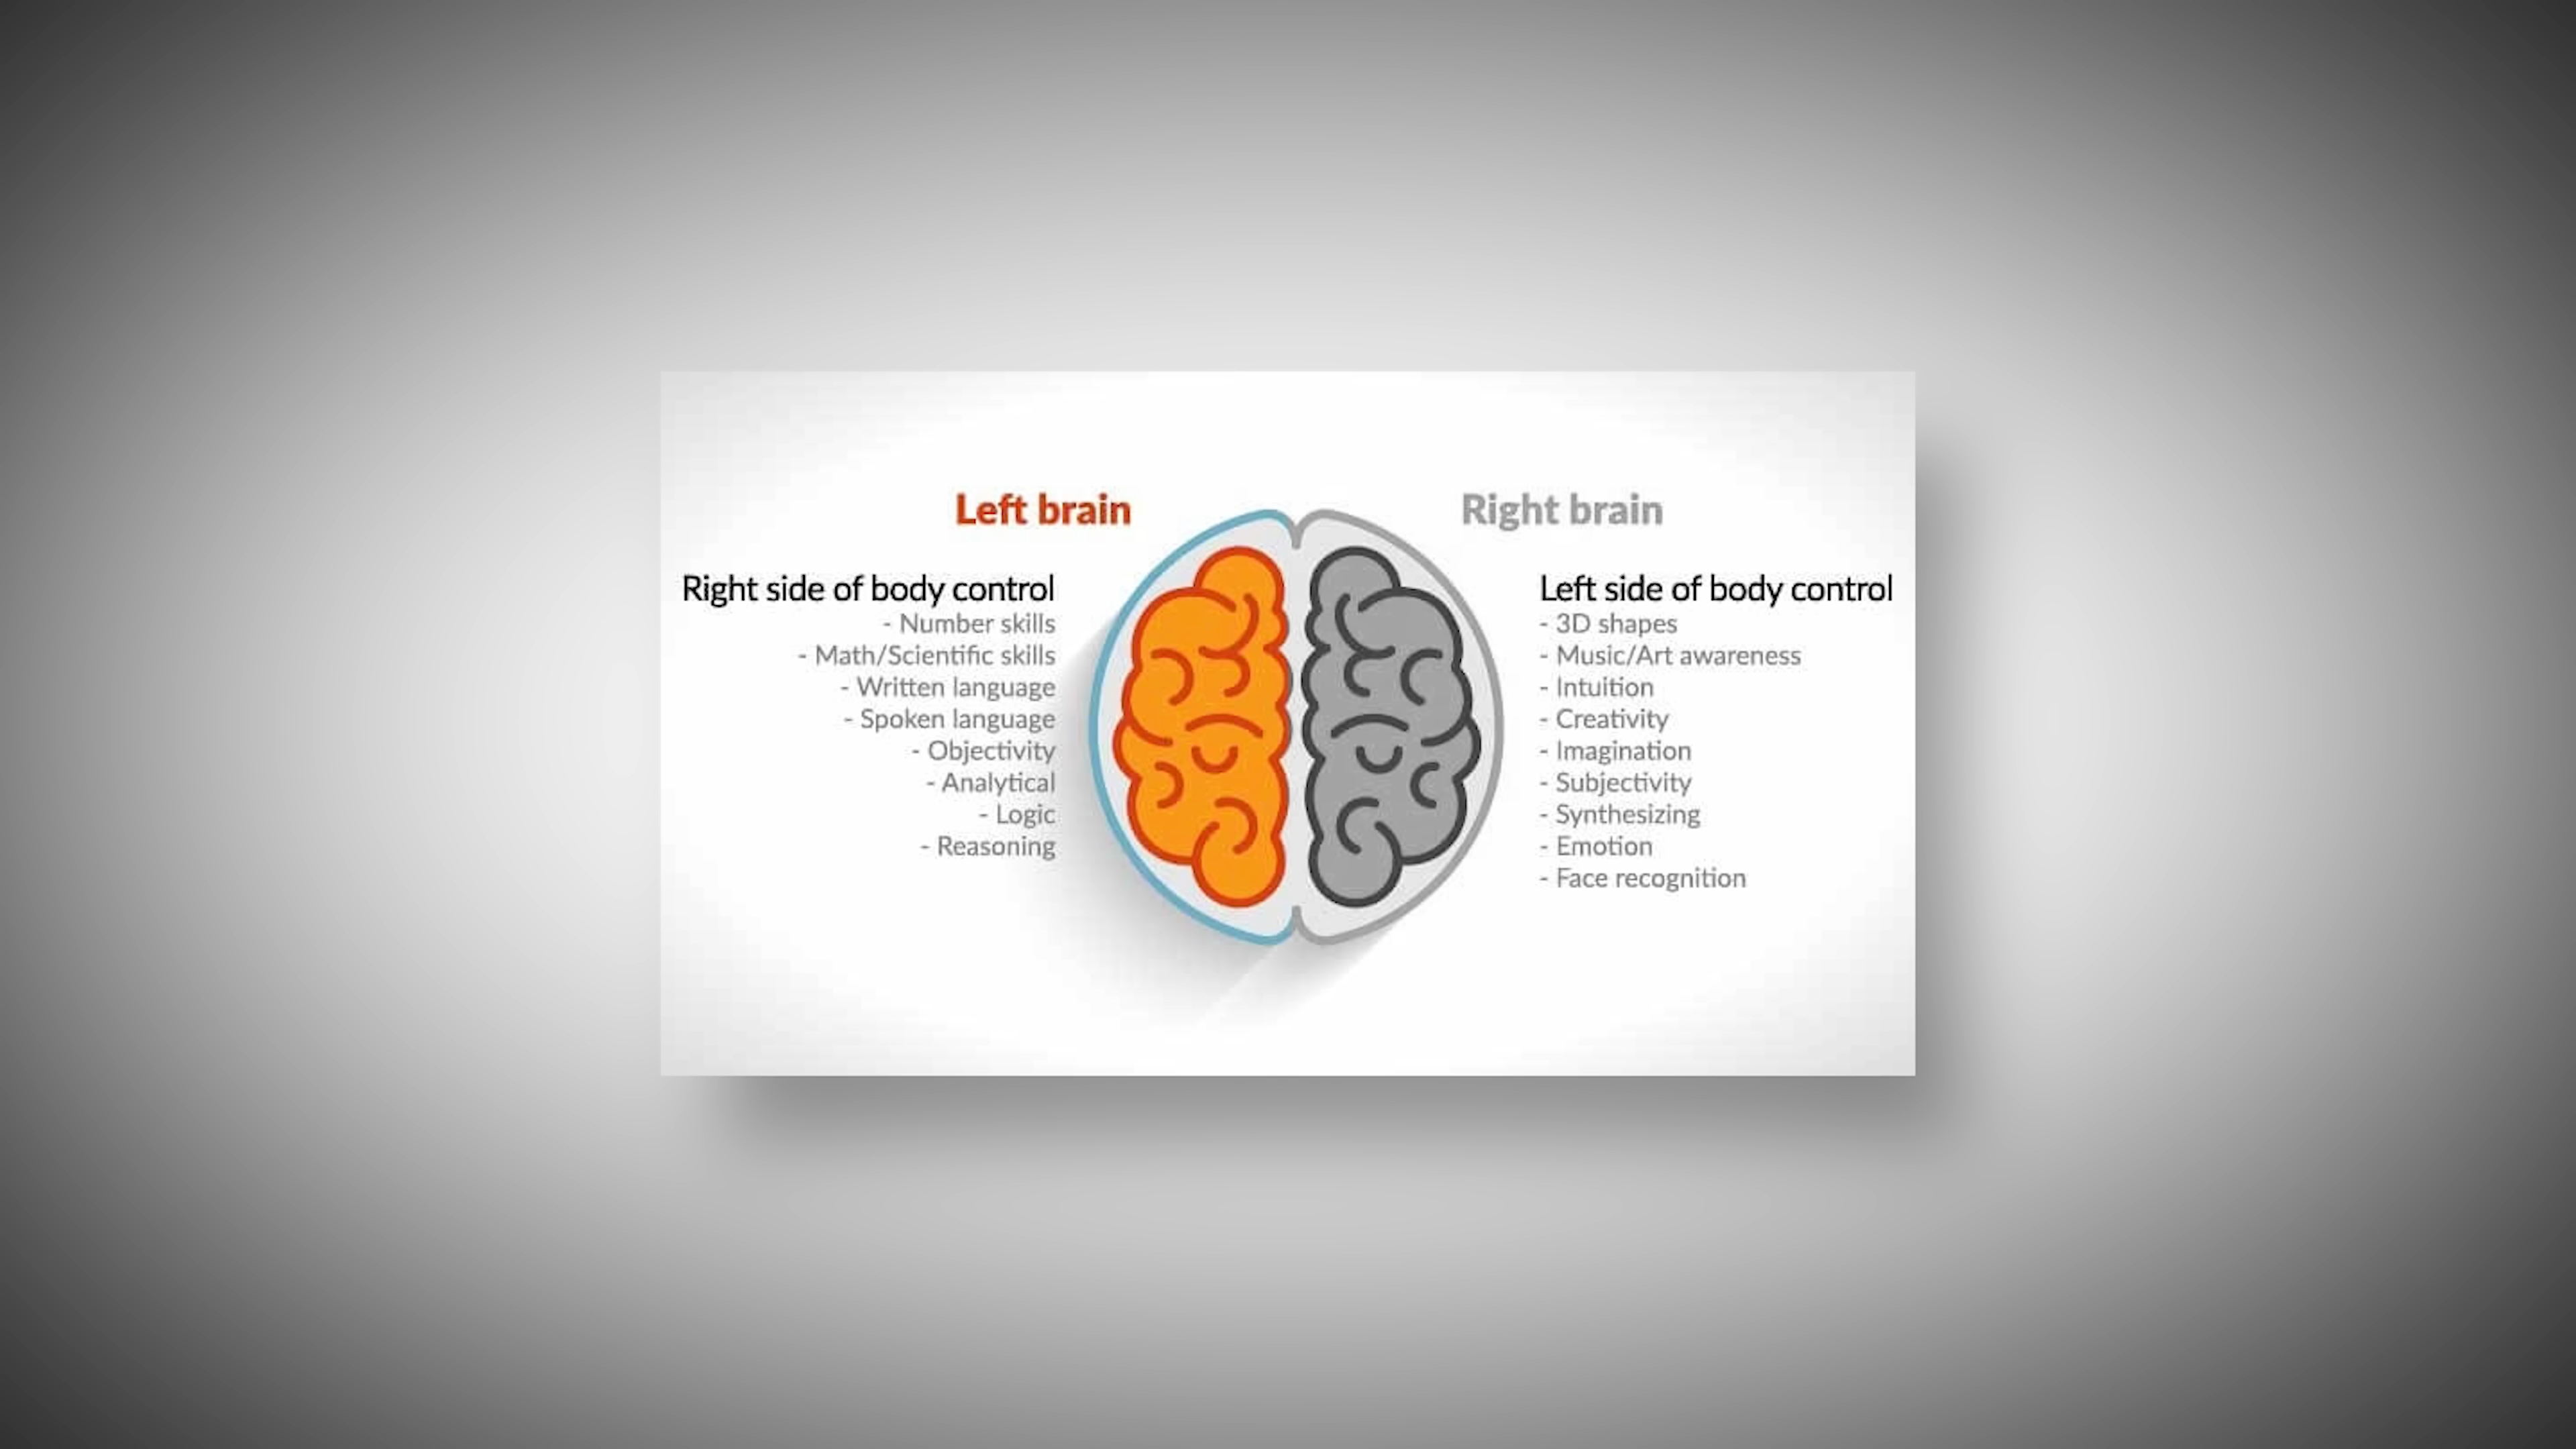 Left brain
Right side of body control
- Number skills
- Math/Scientific skills
- Written language
- Spoken language
- Objectivity
- Analytical
- Logic
- Reasoning
Right brain
Left side of body control
- 3D shapes
- Music/Art awareness
- Intuition
- Creativity
- Imagination
- Subjectivity
- Synthesizing
- Emotion
- Face recognition